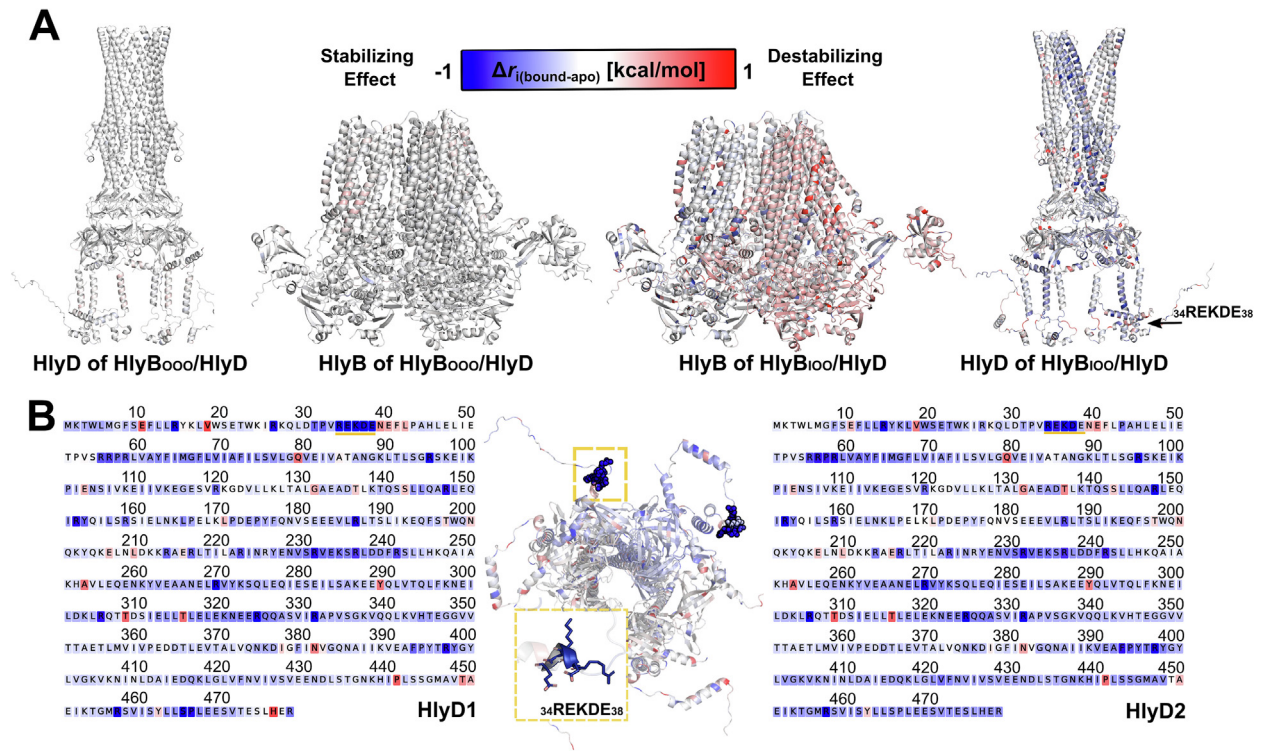 A
Stabilizing Effect
-1 Δri(bound-apo) [kcal/mol] 1
Destabilizing Effect
34REKDE38
HlyD of HlyBOOO/HlyD
HlyB of HlyBOOO/HlyD
HlyB of HlyBIOO/HlyD
HlyD of HlyBIOO/HlyD
B
10 20 30 40 50
MKTWLMGFSEFLLRYKLVWSETWKIRKQLDTPVREKDENEFLPAHLELIE
60 70 80 90 100
TPVSRRPRLVAYFIMGFLVIAFILSVLGQVEIVATANGKLTLSGRSKEIK
110 120 130 140 150
PIENSIVKEIIVKEGESVRKGDVLLKLTALGAEADTLKTQSSLLQARLEQ
160 170 180 190 200
IRYQILSRSIELNKLPELKLPDEPYFQNVSEEEVLRLTSLIKEQFSTWQN
210 220 230 240 250
QKYQKELNLDKKRAERLTILARINRYENVSRVEKSRLDDFRSLLHKQAIA
260 270 280 290 300
KHAVLEQENKYVEAANELRVYKSQLEQIESEILSAKEEYQLVTQLFKNEI
310 320 330 340 350
LDKLRQTTDSIELLTLELEKNEERQQASVIRAPVSGKVQQLKVHTEGGVV
360 370 380 390 400
TTAETLMVIVPEDDTLEVTALVQNKDIGFINVGQNAIIKVEAFPYTRYGY
410 420 430 440 450
LVGKVKNINLDAIEDQKLGLVFNVIVSVEENDLSTGNKHIPLSSGMAVTA
460 470
EIKTGMRSVISYLLSPLEESVTESLHER
HlyD1
34REKDE38
10 20 30 40 50
MKTWLMGFSEFLLRYKLVWSETWKIRKQLDTPVREKDENEFLPAHLELIE
60 70 80 90 100
TPVSRRPRLVAYFIMGFLVIAFILSVLGQVEIVATANGKLTLSGRSKEIK
110 120 130 140 150
PIENSIVKEIIVKEGESVRKGDVLLKLTALGAEADTLKTQSSLLQARLEQ
160 170 180 190 200
IRYQILSRSIELNKLPELKLPDEPYFQNVSEEEVLRLTSLIKEQFSTWQN
210 220 230 240 250
QKYQKELNLDKKRAERLTILARINRYENVSRVEKSRLDDFRSLLHKQAIA
260 270 280 290 300
KHAVLEQENKYVEAANELRVYKSQLEQIESEILSAKEEYQLVTQLFKNEI
310 320 330 340 350
LDKLRQTTDSIELLTLELEKNEERQQASVIRAPVSGKVQQLKVHTEGGVV
360 370 380 390 400
TTAETLMVIVPEDDTLEVTALVQNKDIGFINVGQNAIIKVEAFPYTRYGY
410 420 430 440 450
LVGKVKNINLDAIEDQKLGLVFNVIVSVEENDLSTGNKHIPLSSGMAVTA
460 470
EIKTGMRSVISYLLSPLEESVTESLHER
HlyD2